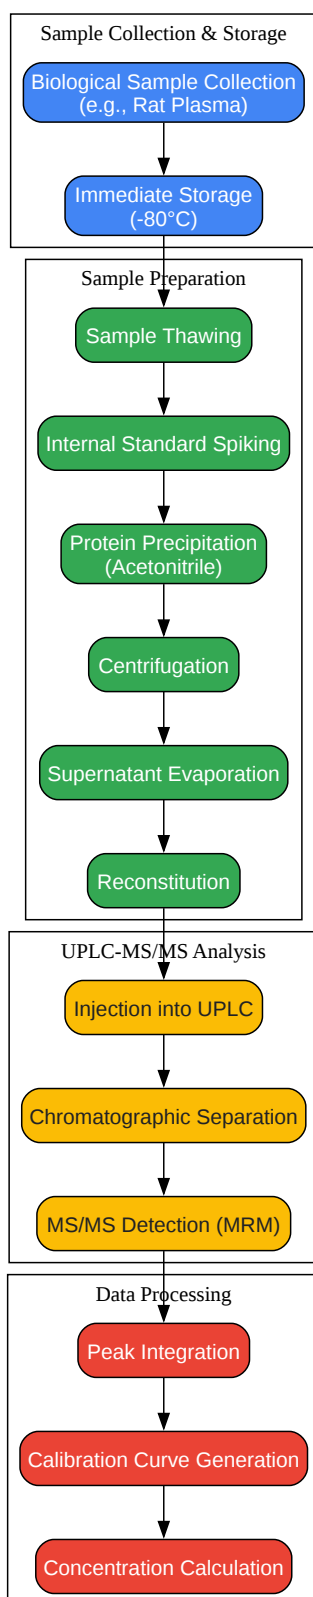 Sample Collection & Storage
Biological Sample Collection
(e.g., Rat Plasma)
Immediate Storage
(-80°C)
Sample Preparation
Sample Thawing
Internal Standard Spiking
Protein Precipitation
(Acetonitrile)
Centrifugation
Supernatant Evaporation
Reconstitution
UPLC-MS/MS Analysis
Injection into UPLC
Chromatographic Separation
MS/MS Detection (MRM)
Data Processing
Peak Integration
Calibration Curve Generation
Concentration Calculation